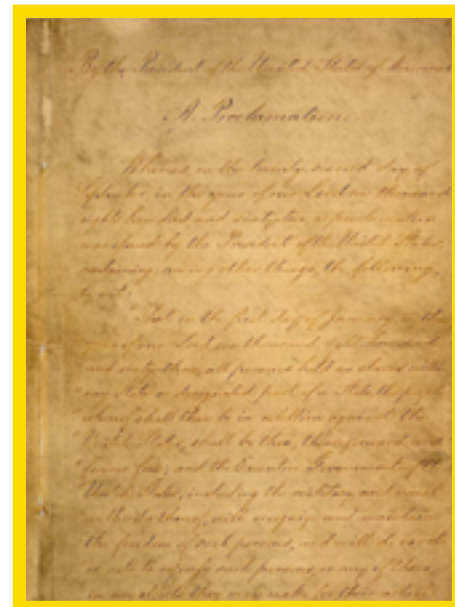 By the President of the United States of America
A Proclamation.
Whereas, on the twenty-second day of
September, in the year of our Lord one thousand
eight hundred and sixty two, a proclamation
was issued by the President of the United States,
containing, among other things, the following,
to wit:
"That on the first day of January, in the
year of our Lord one thousand eight hundred
and sixty-three, all persons held as slaves within
any State or designated part of a State, the people
whereof shall then be in rebellion against the
United States, shall be then, thenceforward, and
forever free; and the Executive Government of the
United States, including the military and naval
authority thereof, will recognize and maintain
the freedom of such persons, and will do no act
or acts to repress such persons, or any of them,
in any efforts they may make for their actual